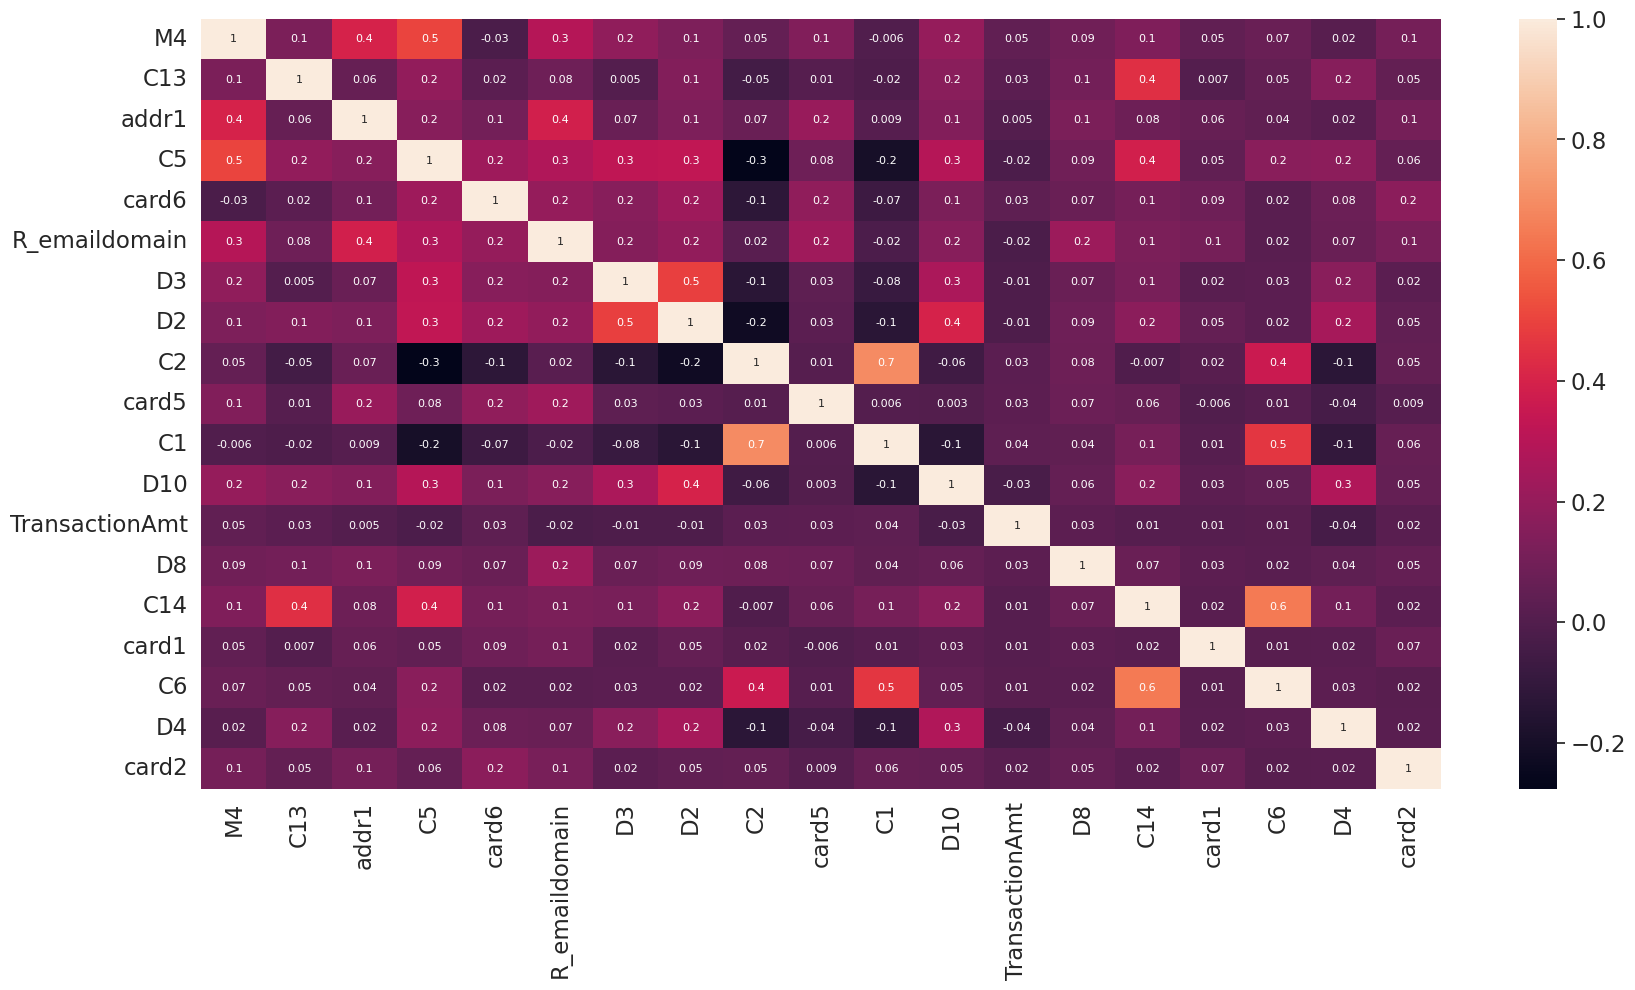 M4 1 0.1 0.4 0.5 -0.03 0.3 0.2 0.1 0.05 0.1 -0.006 0.2 0.05 0.09 0.1 0.05 0.07 0.02 0.1
C13 0.1 1 0.06 0.2 0.02 0.08 0.005 0.1 -0.05 0.01 -0.02 0.2 0.03 0.1 0.4 0.007 0.05 0.2 0.05
addr1 0.4 0.06 1 0.2 0.1 0.4 0.07 0.1 0.07 0.2 0.009 0.1 0.005 0.1 0.08 0.06 0.04 0.02 0.1
C5 0.5 0.2 0.2 1 0.2 0.3 0.3 0.3 -0.3 0.08 -0.2 0.3 -0.02 0.09 0.4 0.05 0.2 0.2 0.06
card6 -0.03 0.02 0.1 0.2 1 0.2 0.2 0.2 -0.1 0.2 -0.07 0.1 0.03 0.07 0.1 0.09 0.02 0.08 0.2
R_emaildomain 0.3 0.08 0.4 0.3 0.2 1 0.2 0.2 0.02 0.2 -0.02 0.2 -0.02 0.2 0.1 0.1 0.02 0.07 0.1
D3 0.2 0.005 0.07 0.3 0.2 0.2 1 0.5 -0.1 0.03 -0.08 0.3 -0.01 0.07 0.1 0.02 0.03 0.2 0.02
D2 0.1 0.1 0.1 0.3 0.2 0.2 0.5 1 -0.2 0.03 -0.1 0.4 -0.01 0.09 0.2 0.05 0.02 0.2 0.05
C2 0.05 -0.05 0.07 -0.3 -0.1 0.02 -0.1 -0.2 1 0.01 0.7 -0.06 0.03 0.08 -0.007 0.02 0.4 -0.1 0.05
card5 0.1 0.01 0.2 0.08 0.2 0.2 0.03 0.03 0.01 1 0.006 0.003 0.03 0.07 0.06 -0.006 0.01 -0.04 0.009
C1 -0.006 -0.02 0.009 -0.2 -0.07 -0.02 -0.08 -0.1 0.7 0.006 1 -0.1 0.04 0.04 0.1 0.01 0.5 -0.1 0.06
D10 0.2 0.2 0.1 0.3 0.1 0.2 0.3 0.4 -0.06 0.003 -0.1 1 -0.03 0.06 0.2 0.03 0.05 0.3 0.05
TransactionAmt 0.05 0.03 0.005 -0.02 0.03 -0.02 -0.01 -0.01 0.03 0.03 0.04 -0.03 1 0.03 0.01 0.01 0.01 -0.04 0.02
D8 0.09 0.1 0.1 0.09 0.07 0.2 0.07 0.09 0.08 0.07 0.04 0.06 0.03 1 0.07 0.03 0.02 0.04 0.05
C14 0.1 0.4 0.08 0.4 0.1 0.1 0.1 0.2 -0.007 0.06 0.1 0.2 0.01 0.07 1 0.02 0.6 0.1 0.02
card1 0.05 0.007 0.06 0.05 0.09 0.1 0.02 0.05 0.02 -0.006 0.01 0.03 0.01 0.03 0.02 1 0.01 0.02 0.07
C6 0.07 0.05 0.04 0.2 0.02 0.02 0.03 0.02 0.4 0.01 0.5 0.05 0.01 0.02 0.6 0.01 1 0.03 0.02
D4 0.02 0.2 0.02 0.2 0.08 0.07 0.2 0.2 -0.1 -0.04 -0.1 0.3 -0.04 0.04 0.1 0.02 0.03 1 0.02
card2 0.1 0.05 0.1 0.06 0.2 0.1 0.02 0.05 0.05 0.009 0.06 0.05 0.02 0.05 0.02 0.07 0.02 0.02 1
M4 C13 addr1 C5 card6 R_emaildomain D3 D2 C2 card5 C1 D10 TransactionAmt D8 C14 card1 C6 D4 card2
1.0
0.8
0.6
0.4
0.2
0.0
−0.2